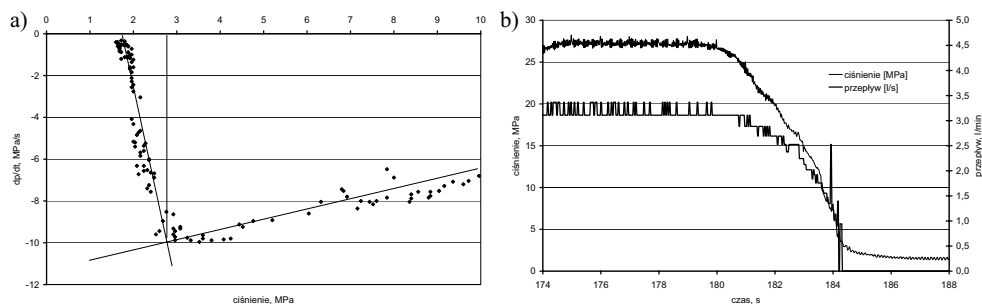 a)
0 1 2 3 4 5 6 7 8 9 10
0
-2
-4
-6
-8
-10
-12
dp/dt, MPa/s
ciśnienie, MPa
b)
30
25
20
15
10
5
0
ciśnienie, MPa
5,0
4,5
4,0
3,5
3,0
2,5
2,0
1,5
1,0
0,5
0,0
przepływ, l/min
ciśnienie [MPa]
przepływ [l/s]
174 176 178 180 182 184 186 188
czas, s